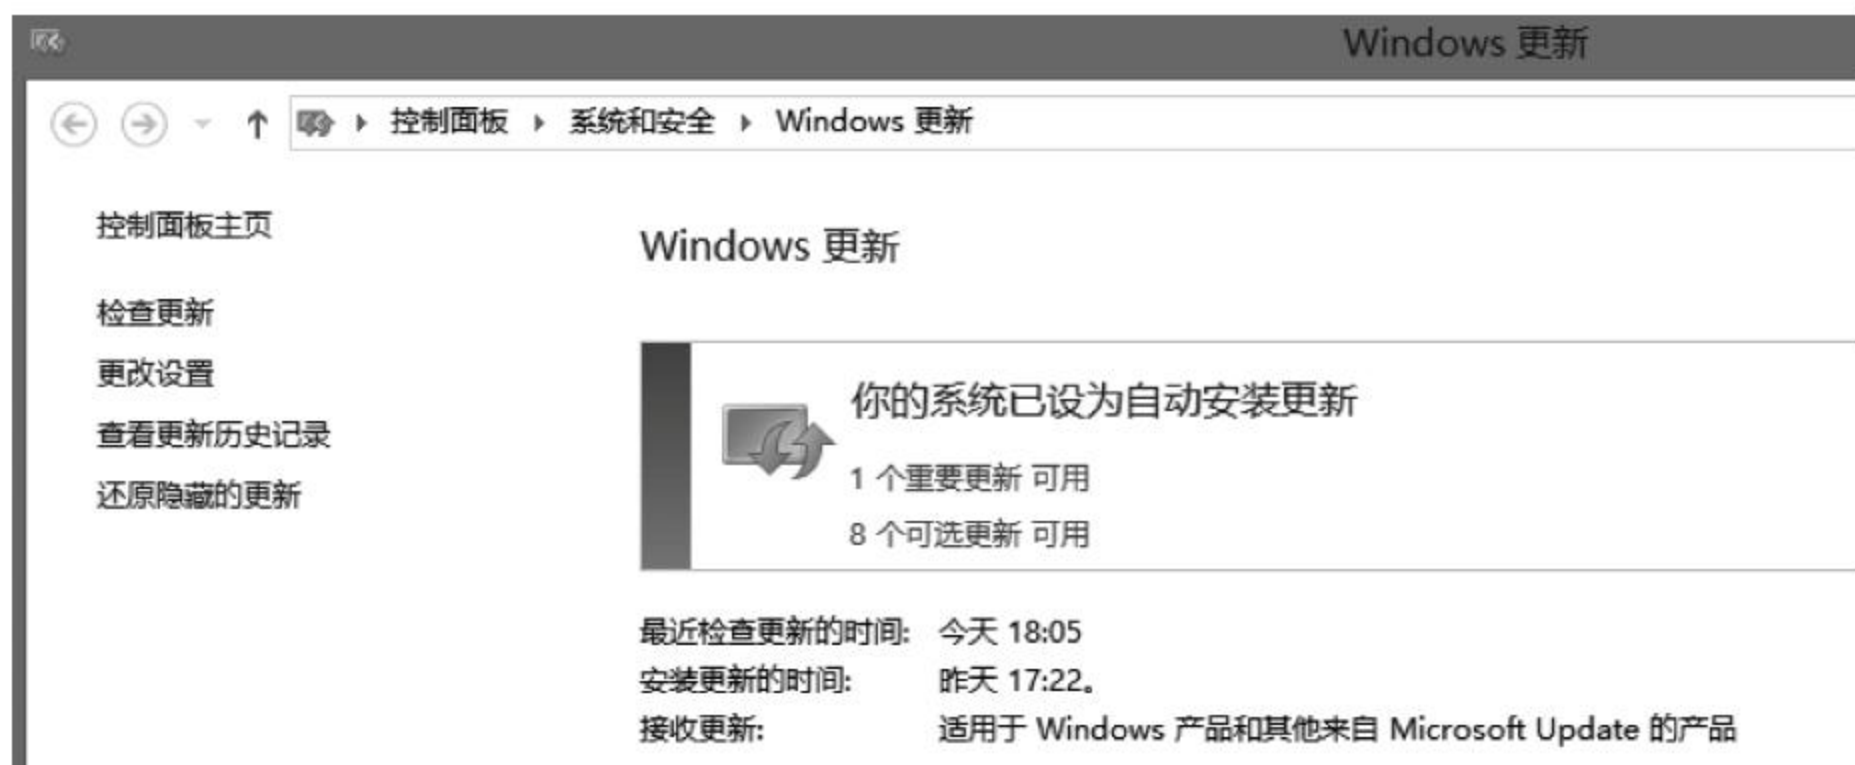 Windows 更新
控制面板 系统和安全 Windows 更新
控制面板主页
检查更新
更改设置
查看更新历史记录
还原隐藏的更新
Windows 更新
你的系统已设为自动安装更新
1 个重要更新 可用
8 个可选更新 可用
最近检查更新的时间: 今天 18:05
安装更新的时间: 昨天 17:22。
接收更新: 适用于 Windows 产品和其他来自 Microsoft Update 的产品